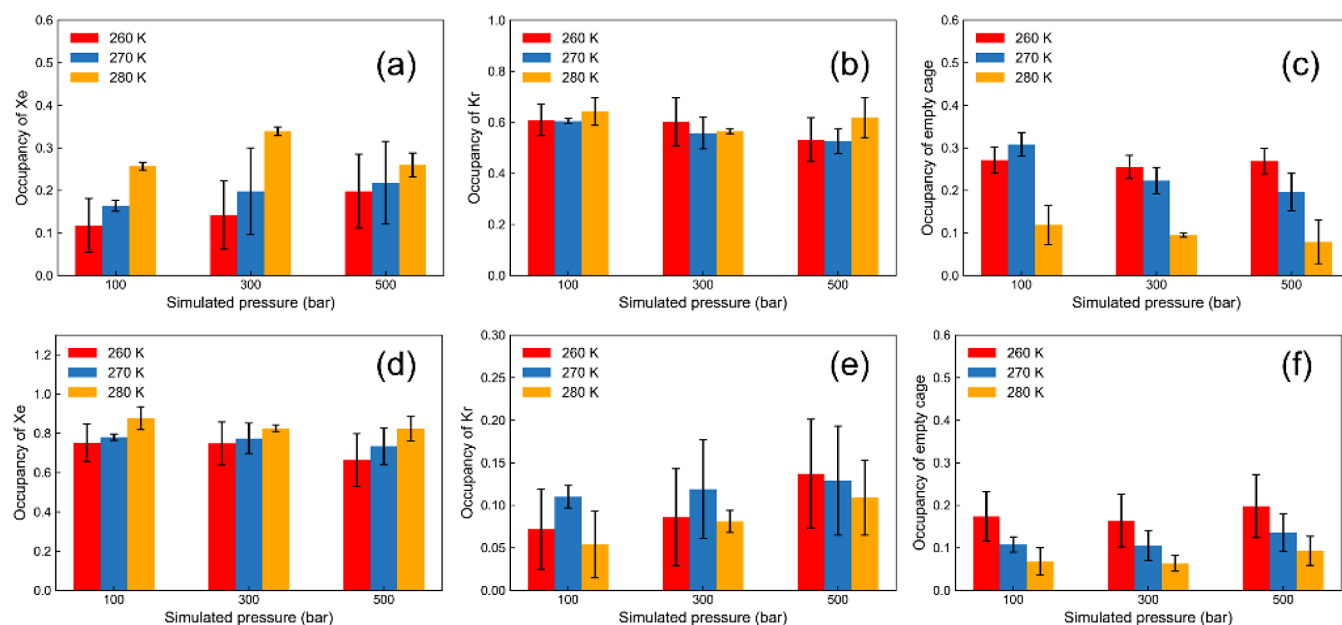 0.6
0.5
0.4
0.3
0.2
0.1
0.0
Occupancy of Xe
260 K
270 K
280 K
(a)
100
300
500
Simulated pressure (bar)
1.0
0.8
0.6
0.4
0.2
0.0
Occupancy of Kr
260 K
270 K
280 K
(b)
100
300
500
Simulated pressure (bar)
0.6
0.5
0.4
0.3
0.2
0.1
0.0
Occupancy of empty cage
260 K
270 K
280 K
(c)
100
300
500
Simulated pressure (bar)
1.2
1.0
0.8
0.6
0.4
0.2
0.0
Occupancy of Xe
260 K
270 K
280 K
(d)
100
300
500
Simulated pressure (bar)
0.30
0.25
0.20
0.15
0.10
0.05
0.00
Occupancy of Kr
260 K
270 K
280 K
(e)
100
300
500
Simulated pressure (bar)
0.6
0.5
0.4
0.3
0.2
0.1
0.0
Occupancy of empty cage
260 K
270 K
280 K
(f)
100
300
500
Simulated pressure (bar)